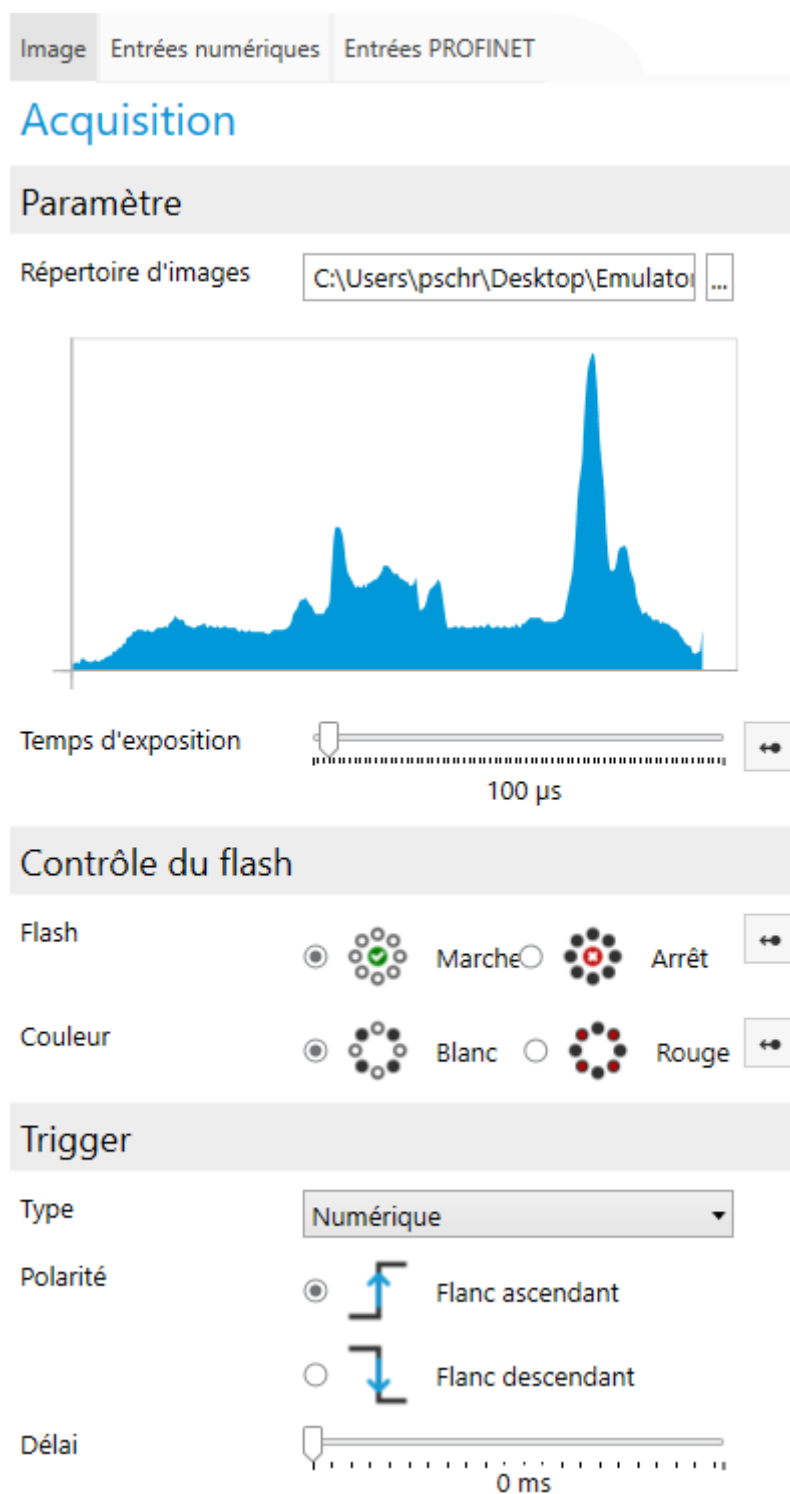 Image Entrées numériques Entrées PROFINET
Acquisition
Paramètre
Répertoire d'images C:\Users\pschr\Desktop\Emulator ...
Temps d'exposition
100 µs
Contrôle du flash
Flash Marche Arrêt
Couleur Blanc Rouge
Trigger
Type Numérique
Polarité Flanc ascendant
Flanc descendant
Délai
0 ms